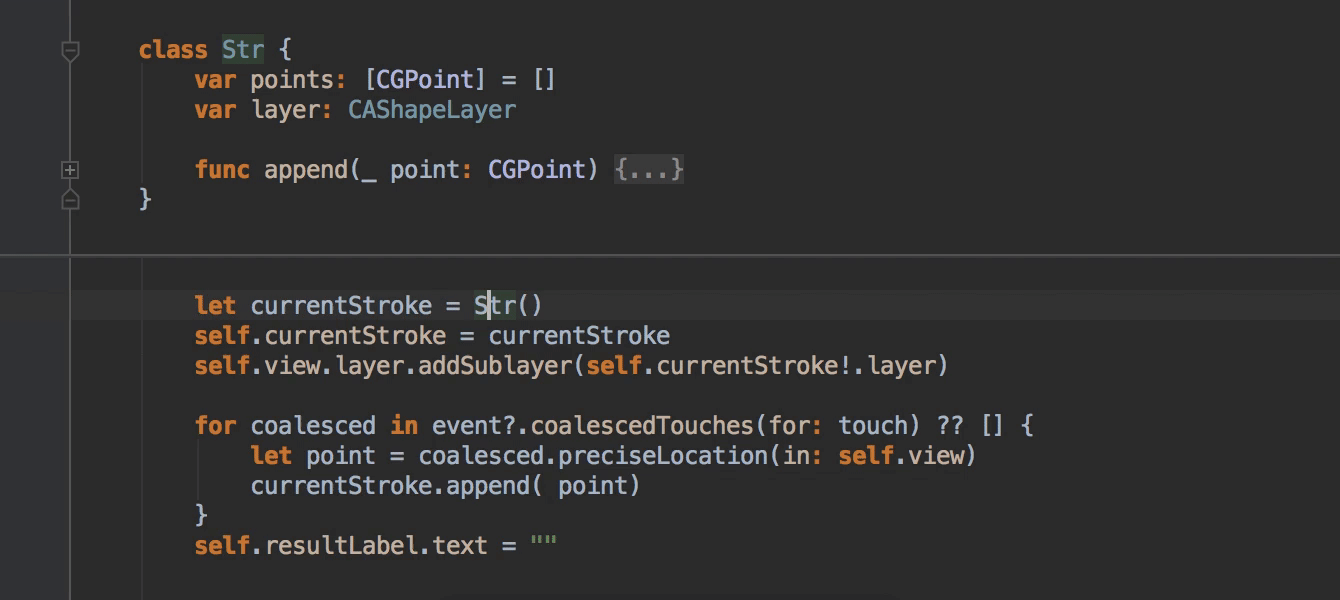 class Str {
var points: [CGPoint] = []
var layer: CAShapeLayer
func append(_ point: CGPoint) {...}
}
let currentStroke = Str()
self.currentStroke = currentStroke
self.view.layer.addSublayer(self.currentStroke!.layer)
for coalesced in event?.coalescedTouches(for: touch) ?? [] {
let point = coalesced.preciseLocation(in: self.view)
currentStroke.append( point)
}
self.resultLabel.text = ""